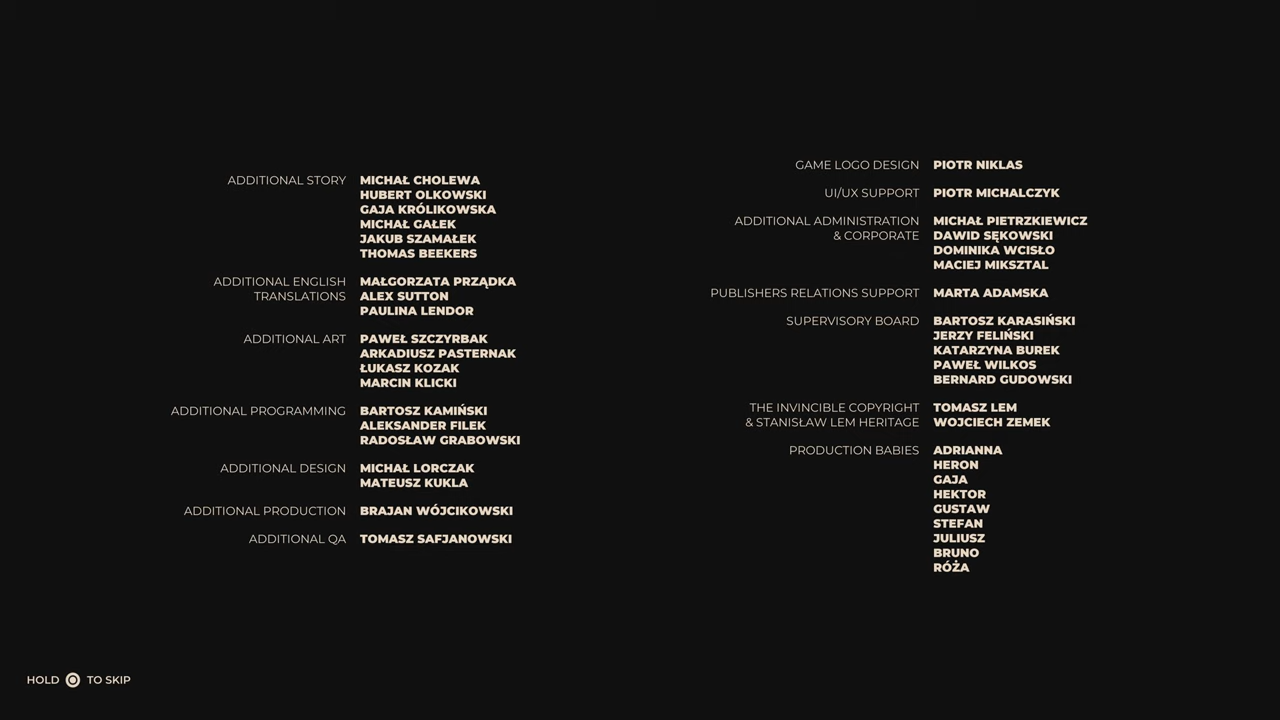 ADDITIONAL STORY MICHAŁ CHOLEWA
HUBERT OLKOWSKI
GAJA KRÓLIKOWSKA
MICHAŁ GAŁEK
JAKUB SZAMAŁEK
THOMAS BEEKERS
ADDITIONAL ENGLISH MAŁGORZATA PRZĄDKA
TRANSLATIONS ALEX SUTTON
PAULINA LENDOR
ADDITIONAL ART PAWEŁ SZCZYRBAK
ARKADIUSZ PASTERNAK
ŁUKASZ KOZAK
MARCIN KLICKI
ADDITIONAL PROGRAMMING BARTOSZ KAMIŃSKI
ALEKSANDER FILEK
RADOSŁAW GRABOWSKI
ADDITIONAL DESIGN MICHAŁ LORCZAK
MATEUSZ KUKLA
ADDITIONAL PRODUCTION BRAJAN WÓJCIKOWSKI
ADDITIONAL QA TOMASZ SAFJANOWSKI
GAME LOGO DESIGN PIOTR NIKLAS
UI/UX SUPPORT PIOTR MICHALCZYK
ADDITIONAL ADMINISTRATION MICHAŁ PIETRZKIEWICZ
& CORPORATE DAWID SĘKOWSKI
DOMINIKA WCISŁO
MACIEJ MIKSZTAL
PUBLISHERS RELATIONS SUPPORT MARTA ADAMSKA
SUPERVISORY BOARD BARTOSZ KARASIŃSKI
JERZY FELIŃSKI
KATARZYNA BUREK
PAWEŁ WILKOS
BERNARD GUDOWSKI
THE INVINCIBLE COPYRIGHT TOMASZ LEM
& STANISŁAW LEM HERITAGE WOJCIECH ZEMEK
PRODUCTION BABIES ADRIANNA
HERON
GAJA
HEKTOR
GUSTAW
STEFAN
JULIUSZ
BRUNO
RÓŻA
HOLD TO SKIP